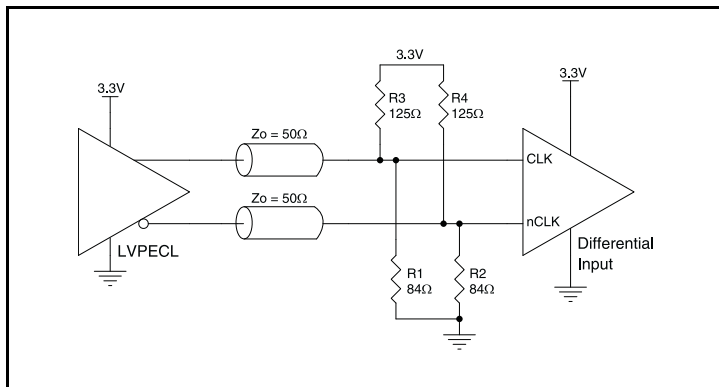 3.3V
3.3V
3.3V
R3
125Ω
R4
125Ω
Zo = 50Ω
CLK
Zo = 50Ω
nCLK
LVPECL
Differential
Input
R1
84Ω
R2
84Ω